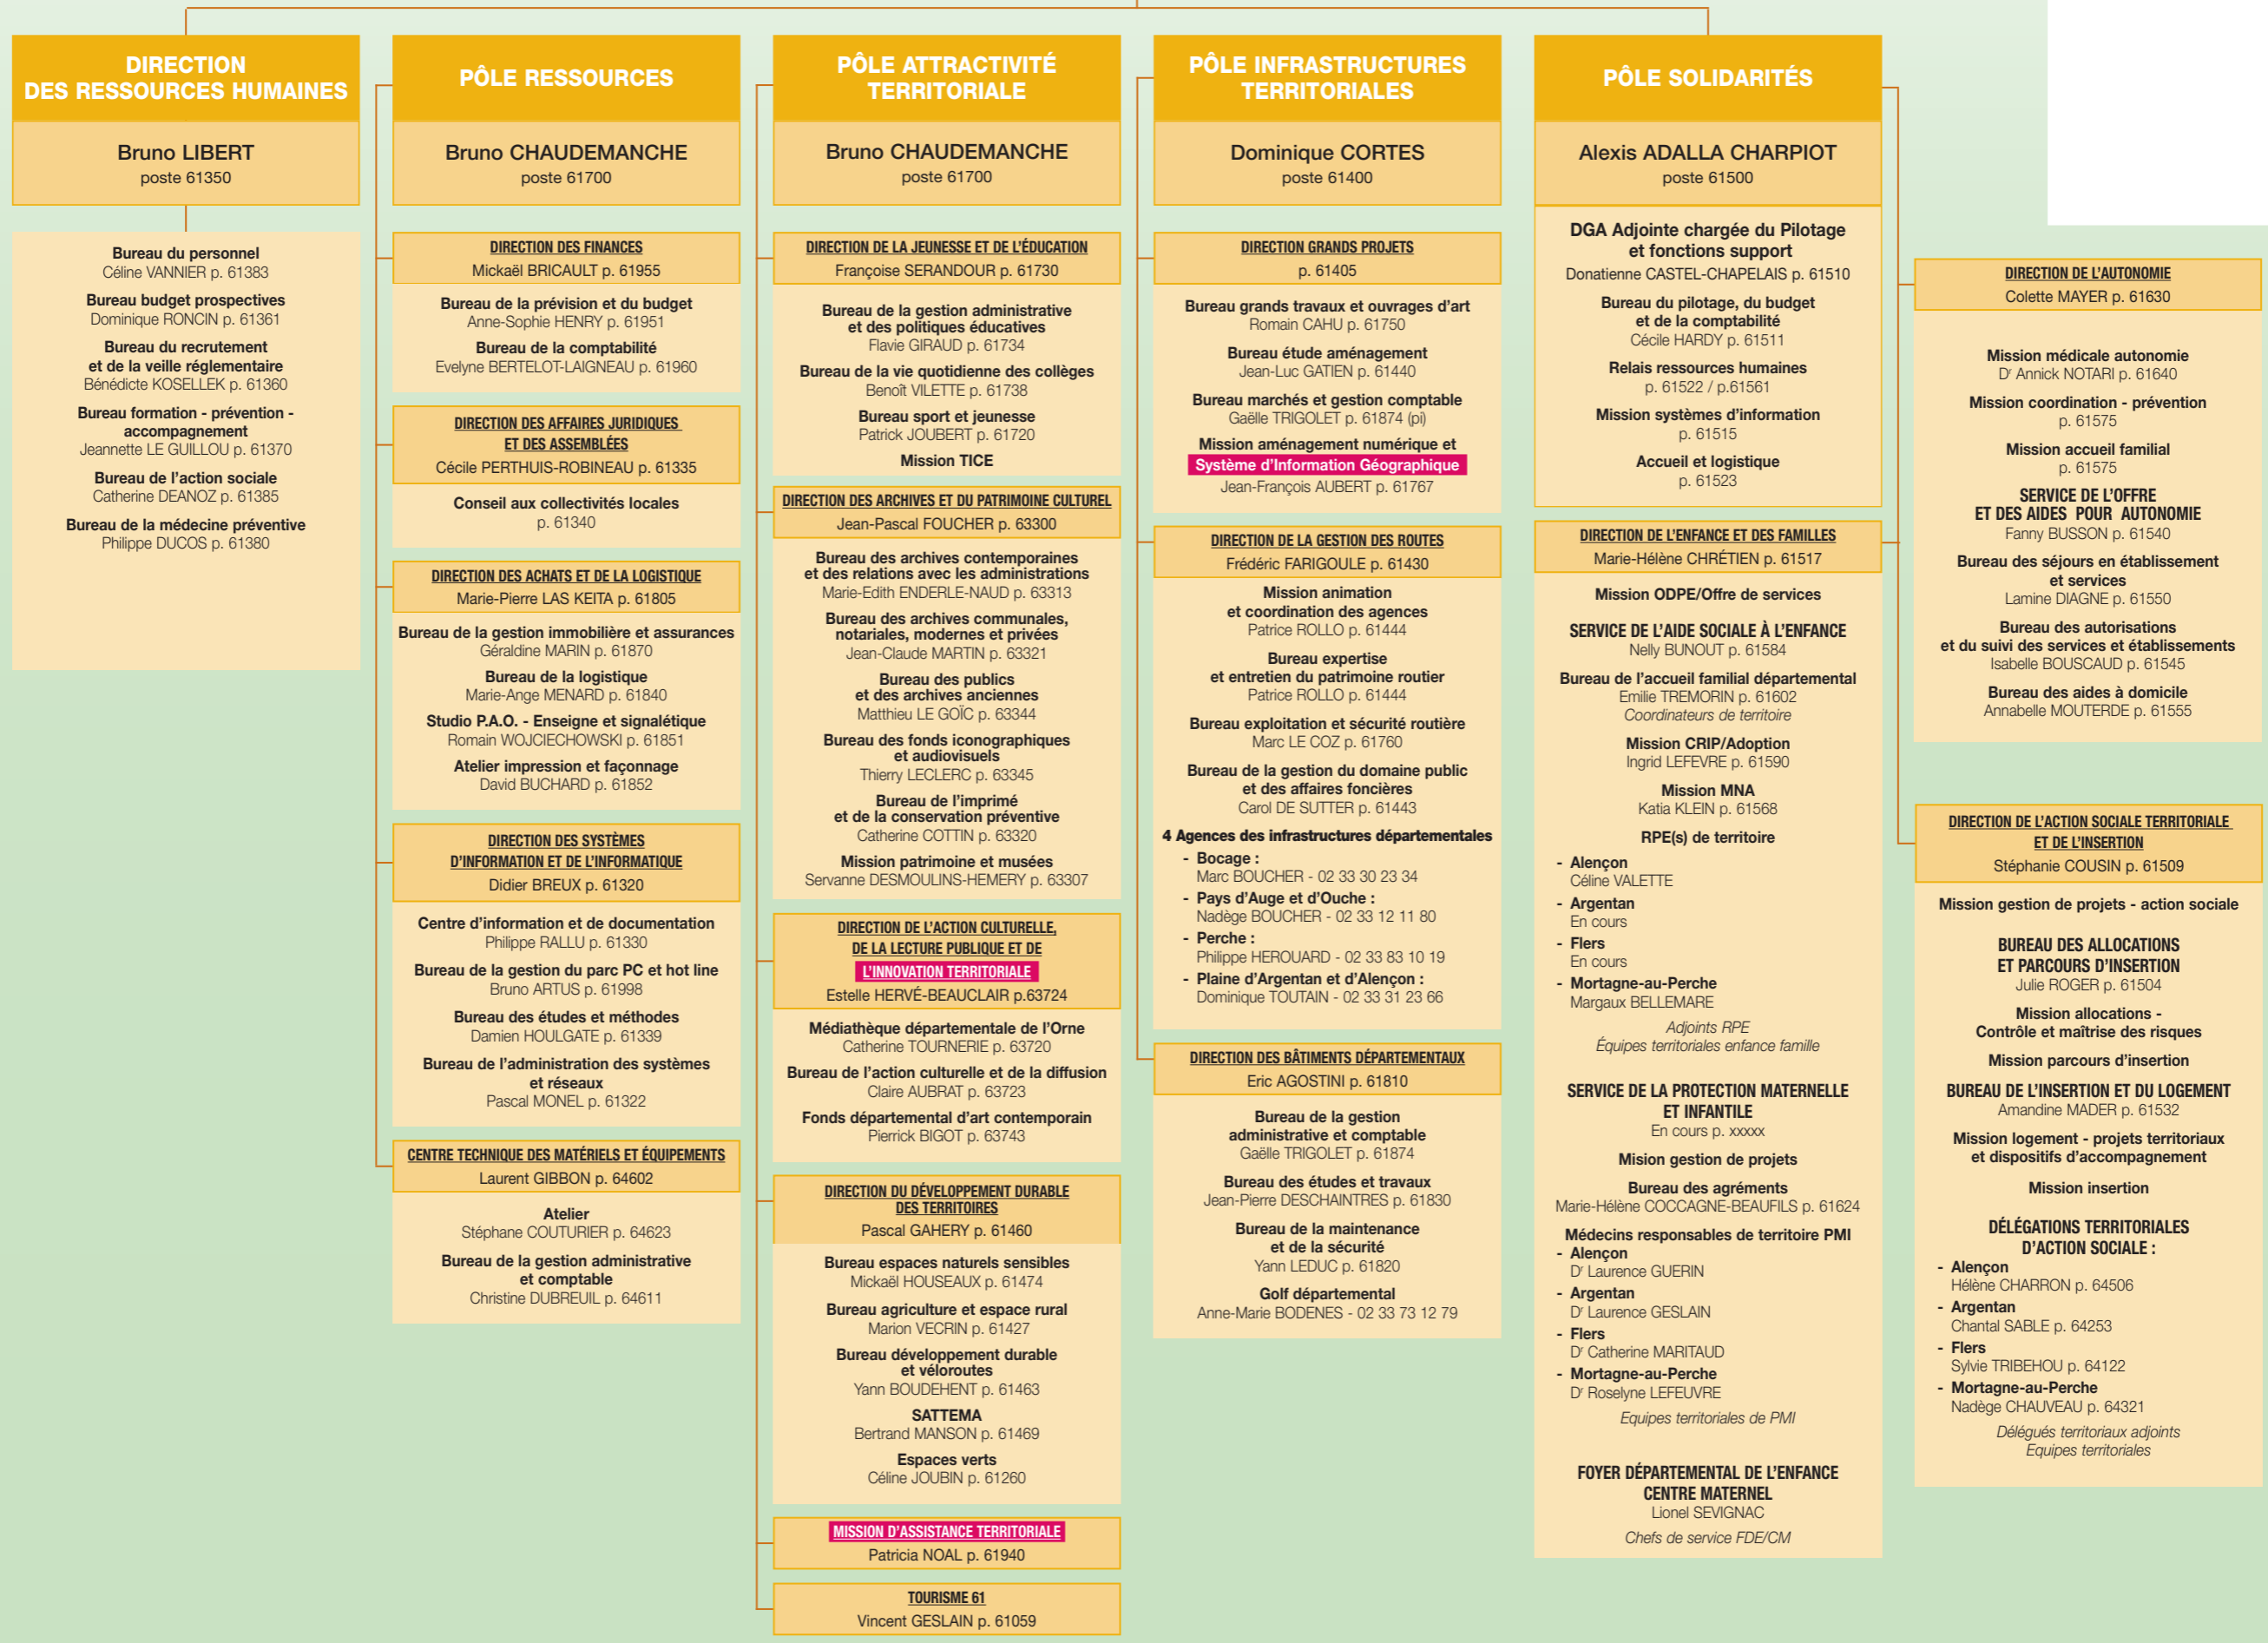 DIRECTION
DES RESSOURCES HUMAINES
Bruno LIBERT
poste 61350
Bureau du personnel
Céline VANNIER p. 61383
Bureau budget prospectives
Dominique RONCIN p. 61361
Bureau du recrutement
et de la veille réglementaire
Bénédicte KOSELLEK p. 61360
Bureau formation - prévention -
accompagnement
Jeannette LE GUILLOU p. 61370
Bureau de l'action sociale
Catherine DEANOZ p. 61385
Bureau de la médecine préventive
Philippe DUCOS p. 61380
PÔLE RESSOURCES
Bruno CHAUDEMANCHE
poste 61700
DIRECTION DES FINANCES
Mickaël BRICAULT p. 61955
Bureau de la prévision et du budget
Anne-Sophie HENRY p. 61951
Bureau de la comptabilité
Evelyne BERTELOT-LAIGNEAU p. 61960
DIRECTION DES AFFAIRES JURIDIQUES
ET DES ASSEMBLÉES
Cécile PERTHUIS-ROBINEAU p. 61335
Conseil aux collectivités locales
p. 61340
DIRECTION DES ACHATS ET DE LA LOGISTIQUE
Marie-Pierre LAS KEITA p. 61805
Bureau de la gestion immobilière et assurances
Géraldine MARIN p. 61870
Bureau de la logistique
Marie-Ange MENARD p. 61840
Studio P.A.O. - Enseigne et signalétique
Romain WOJCIECHOWSKI p. 61851
Atelier impression et façonnage
David BUCHARD p. 61852
DIRECTION DES SYSTÈMES
D'INFORMATION ET DE L'INFORMATIQUE
Didier BREUX p. 61320
Centre d'information et de documentation
Philippe RALLU p. 61330
Bureau de la gestion du parc PC et hot line
Bruno ARTUS p. 61998
Bureau des études et méthodes
Damien HOULGATE p. 61339
Bureau de l'administration des systèmes
et réseaux
Pascal MONEL p. 61322
CENTRE TECHNIQUE DES MATÉRIELS ET ÉQUIPEMENTS
Laurent GIBBON p. 64602
Atelier
Stéphane COUTURIER p. 64623
Bureau de la gestion administrative
et comptable
Christine DUBREUIL p. 64611
PÔLE ATTRACTIVITÉ
TERRITORIALE
Bruno CHAUDEMANCHE
poste 61700
DIRECTION DE LA JEUNESSE ET DE L'ÉDUCATION
Françoise SERANDOUR p. 61730
Bureau de la gestion administrative
et des politiques éducatives
Flavie GIRAUD p. 61734
Bureau de la vie quotidienne des collèges
Benoît VILETTE p. 61738
Bureau sport et jeunesse
Patrick JOUBERT p. 61720
Mission TICE
DIRECTION DES ARCHIVES ET DU PATRIMOINE CULTUREL
Jean-Pascal FOUCHER p. 63300
Bureau des archives contemporaines
et des relations avec les administrations
Marie-Edith ENDERLE-NAUD p. 63313
Bureau des archives communales,
notariales, modernes et privées
Jean-Claude MARTIN p. 63321
Bureau des publics
et des archives anciennes
Matthieu LE GOÏC p. 63344
Bureau des fonds iconographiques
et audiovisuels
Thierry LECLERC p. 63345
Bureau de l'imprimé
et de la conservation préventive
Catherine COTTIN p. 63320
Mission patrimoine et musées
Servanne DESMOULINS-HEMERY p. 63307
DIRECTION DE L'ACTION CULTURELLE,
DE LA LECTURE PUBLIQUE ET DE
L'INNOVATION TERRITORIALE
Estelle HERVÉ-BEAUCLAIR p.63724
Médiathèque départementale de l'Orne
Catherine TOURNERIE p. 63720
Bureau de l'action culturelle et de la diffusion
Claire AUBRAT p. 63723
Fonds départemental d'art contemporain
Pierrick BIGOT p. 63743
DIRECTION DU DÉVELOPPEMENT DURABLE
DES TERRITOIRES
Pascal GAHERY p. 61460
Bureau espaces naturels sensibles
Mickaël HOUSEAUX p. 61474
Bureau agriculture et espace rural
Marion VECRIN p. 61427
Bureau développement durable
et véloroutes
Yann BOUDEHENT p. 61463
SATTEMA
Bertrand MANSON p. 61469
Espaces verts
Céline JOUBIN p. 61260
MISSION D'ASSISTANCE TERRITORIALE
Patricia NOAL p. 61940
TOURISME 61
Vincent GESLAIN p. 61059
PÔLE INFRASTRUCTURES
TERRITORIALES
Dominique CORTES
poste 61400
DIRECTION GRANDS PROJETS
p. 61405
Bureau grands travaux et ouvrages d'art
Romain CAHU p. 61750
Bureau étude aménagement
Jean-Luc GATIEN p. 61440
Bureau marchés et gestion comptable
Gaëlle TRIGOLET p. 61874 (pi)
Mission aménagement numérique et
Système d'Information Géographique
Jean-François AUBERT p. 61767
DIRECTION DE LA GESTION DES ROUTES
Frédéric FARIGOULE p. 61430
Mission animation
et coordination des agences
Patrice ROLLO p. 61444
Bureau expertise
et entretien du patrimoine routier
Patrice ROLLO p. 61444
Bureau exploitation et sécurité routière
Marc LE COZ p. 61760
Bureau de la gestion du domaine public
et des affaires foncières
Carol DE SUTTER p. 61443
4 Agences des infrastructures départementales
- Bocage :
Marc BOUCHER - 02 33 30 23 34
- Pays d'Auge et d'Ouche :
Nadège BOUCHER - 02 33 12 11 80
- Perche :
Philippe HEROUARD - 02 33 83 10 19
- Plaine d'Argentan et d'Alençon :
Dominique TOUTAIN - 02 33 31 23 66
DIRECTION DES BÂTIMENTS DÉPARTEMENTAUX
Eric AGOSTINI p. 61810
Bureau de la gestion
administrative et comptable
Gaëlle TRIGOLET p. 61874
Bureau des études et travaux
Jean-Pierre DESCHAINTRES p. 61830
Bureau de la maintenance
et de la sécurité
Yann LEDUC p. 61820
Golf départemental
Anne-Marie BODENES - 02 33 73 12 79
PÔLE SOLIDARITÉS
Alexis ADALLA CHARPIOT
poste 61500
DGA Adjointe chargée du Pilotage
et fonctions support
Donatienne CASTEL-CHAPELAIS p. 61510
Bureau du pilotage, du budget
et de la comptabilité
Cécile HARDY p. 61511
Relais ressources humaines
p. 61522 / p.61561
Mission systèmes d'information
p. 61515
Accueil et logistique
p. 61523
DIRECTION DE L'ENFANCE ET DES FAMILLES
Marie-Hélène CHRÉTIEN p. 61517
Mission ODPE/Offre de services
SERVICE DE L'AIDE SOCIALE À L'ENFANCE
Nelly BUNOUT p. 61584
Bureau de l'accueil familial départemental
Emilie TREMORIN p. 61602
Coordinateurs de territoire
Mission CRIP/Adoption
Ingrid LEFEVRE p. 61590
Mission MNA
Katia KLEIN p. 61568
RPE(s) de territoire
- Alençon
Céline VALETTE
- Argentan
En cours
- Flers
En cours
- Mortagne-au-Perche
Margaux BELLEMARE
Adjoints RPE
Équipes territoriales enfance famille
SERVICE DE LA PROTECTION MATERNELLE
ET INFANTILE
En cours p. xxxxx
Mision gestion de projets
Bureau des agréments
Marie-Hélène COCCAGNE-BEAUFILS p. 61624
Médecins responsables de territoire PMI
- Alençon
Dr Laurence GUERIN
- Argentan
Dr Laurence GESLAIN
- Flers
Dr Catherine MARITAUD
- Mortagne-au-Perche
Dr Roselyne LEFEUVRE
Equipes territoriales de PMI
FOYER DÉPARTEMENTAL DE L'ENFANCE
CENTRE MATERNEL
Lionel SEVIGNAC
Chefs de service FDE/CM
DIRECTION DE L'AUTONOMIE
Colette MAYER p. 61630
Mission médicale autonomie
Dr Annick NOTARI p. 61640
Mission coordination - prévention
p. 61575
Mission accueil familial
p. 61575
SERVICE DE L'OFFRE
ET DES AIDES POUR AUTONOMIE
Fanny BUSSON p. 61540
Bureau des séjours en établissement
et services
Lamine DIAGNE p. 61550
Bureau des autorisations
et du suivi des services et établissements
Isabelle BOUSCAUD p. 61545
Bureau des aides à domicile
Annabelle MOUTERDE p. 61555
DIRECTION DE L'ACTION SOCIALE TERRITORIALE
ET DE L'INSERTION
Stéphanie COUSIN p. 61509
Mission gestion de projets - action sociale
BUREAU DES ALLOCATIONS
ET PARCOURS D'INSERTION
Julie ROGER p. 61504
Mission allocations -
Contrôle et maîtrise des risques
Mission parcours d'insertion
BUREAU DE L'INSERTION ET DU LOGEMENT
Amandine MADER p. 61532
Mission logement - projets territoriaux
et dispositifs d'accompagnement
Mission insertion
DÉLÉGATIONS TERRITORIALES
D'ACTION SOCIALE :
- Alençon
Hélène CHARRON p. 64506
- Argentan
Chantal SABLE p. 64253
- Flers
Sylvie TRIBEHOU p. 64122
- Mortagne-au-Perche
Nadège CHAUVEAU p. 64321
Délégués territoriaux adjoints
Equipes territoriales